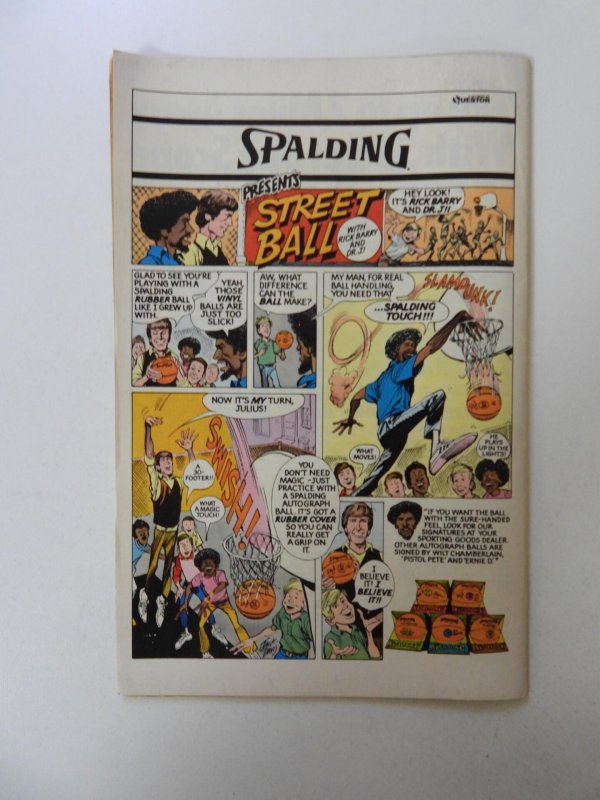 QUESTOR
SPALDING
PRESENTS
STREET
BALL
WITH
RICK BARRY
AND
DR. J!
HEY LOOK!
IT'S RICK BARRY
AND DR. J!!
GLAD TO SEE YOU'RE
PLAYING WITH A
SPALDING
RUBBER BALL
LIKE I GREW UP
WITH.
YEAH,
THOSE
VINYL
BALLS ARE
JUST TOO
SLICK!
AW, WHAT
DIFFERENCE
CAN THE
BALL MAKE?
MY MAN, FOR REAL
BALL HANDLING,
YOU NEED THAT
...SPALDING
TOUCH!!!
SLAMDUNK!
WHAT
MOVES!
HE
PLAYS
UP IN THE
LIGHTS!
NOW IT'S MY TURN,
JULIUS!
A
30-
FOOTER!!
WHAT
A MAGIC
TOUCH!
SWISH!
YOU
DON'T NEED
MAGIC - JUST
PRACTICE WITH
A SPALDING
AUTOGRAPH
BALL. IT'S GOT A
RUBBER COVER
SO YOU CAN
REALLY GET
A GRIP ON
IT.
I
BELIEVE
IT! I
BELIEVE
IT!!
"IF YOU WANT THE BALL
WITH THE SURE-HANDED
FEEL, LOOK FOR OUR
SIGNATURES AT YOUR
SPORTING GOODS DEALER.
OTHER AUTOGRAPH BALLS ARE
SIGNED BY WILT CHAMBERLAIN,
'PISTOL PETE' AND 'ERNIE D.'"